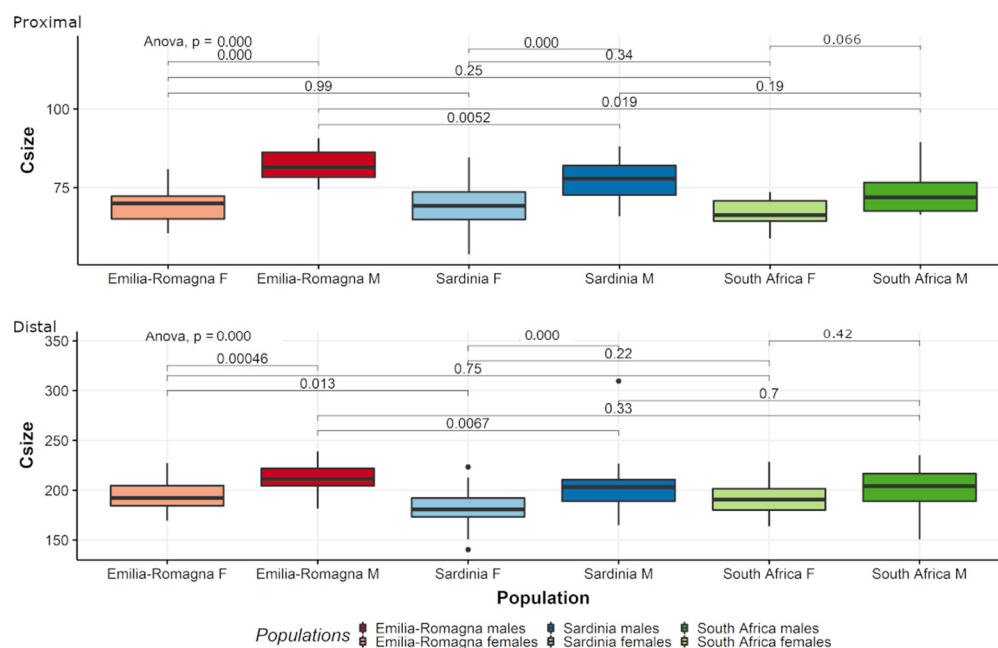 Proximal
Anova, p = 0.000
0.000
0.000
0.066
0.34
0.25
0.99
0.19
0.019
0.0052
100
75
Csize
Emilia-Romagna F
Emilia-Romagna M
Sardinia F
Sardinia M
South Africa F
South Africa M
Distal
Anova, p = 0.000
0.000
0.42
0.00046
0.22
0.75
0.013
0.7
0.33
0.0067
350
300
250
200
150
Csize
Emilia-Romagna F
Emilia-Romagna M
Sardinia F
Sardinia M
South Africa F
South Africa M
Population
Populations
Emilia-Romagna males
Sardinia males
South Africa males
Emilia-Romagna females
Sardinia females
South Africa females